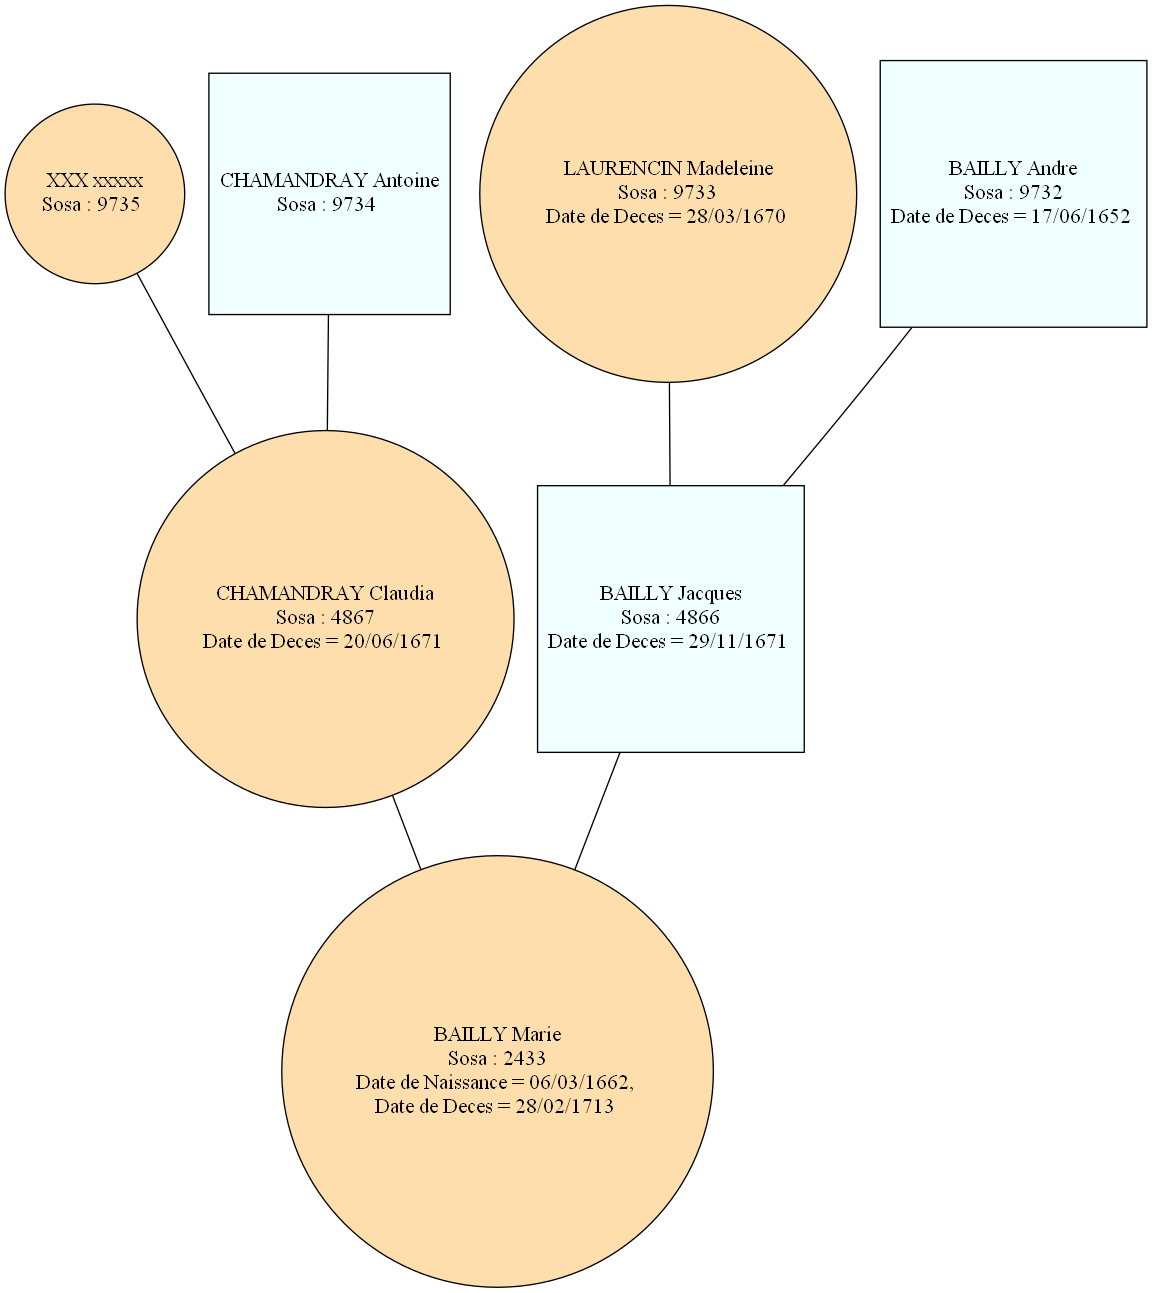 XXX xxxxx
Sosa : 9735
CHAMANDRAY Antoine
Sosa : 9734
LAURENCIN Madeleine
Sosa : 9733
Date de Deces = 28/03/1670
BAILLY Andre
Sosa : 9732
Date de Deces = 17/06/1652
CHAMANDRAY Claudia
Sosa : 4867
Date de Deces = 20/06/1671
BAILLY Jacques
Sosa : 4866
Date de Deces = 29/11/1671
BAILLY Marie
Sosa : 2433
Date de Naissance = 06/03/1662,
Date de Deces = 28/02/1713